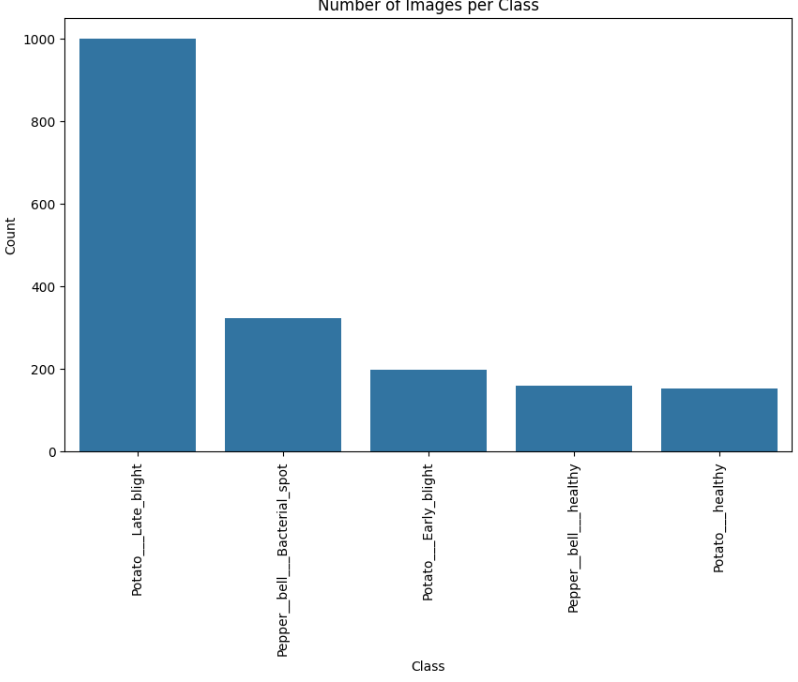 Number of Images per Class
1000
800
600
400
200
0
Count
Potato___Late_blight
Pepper__bell___Bacterial_spot
Potato___Early_blight
Pepper__bell___healthy
Potato___healthy
Class